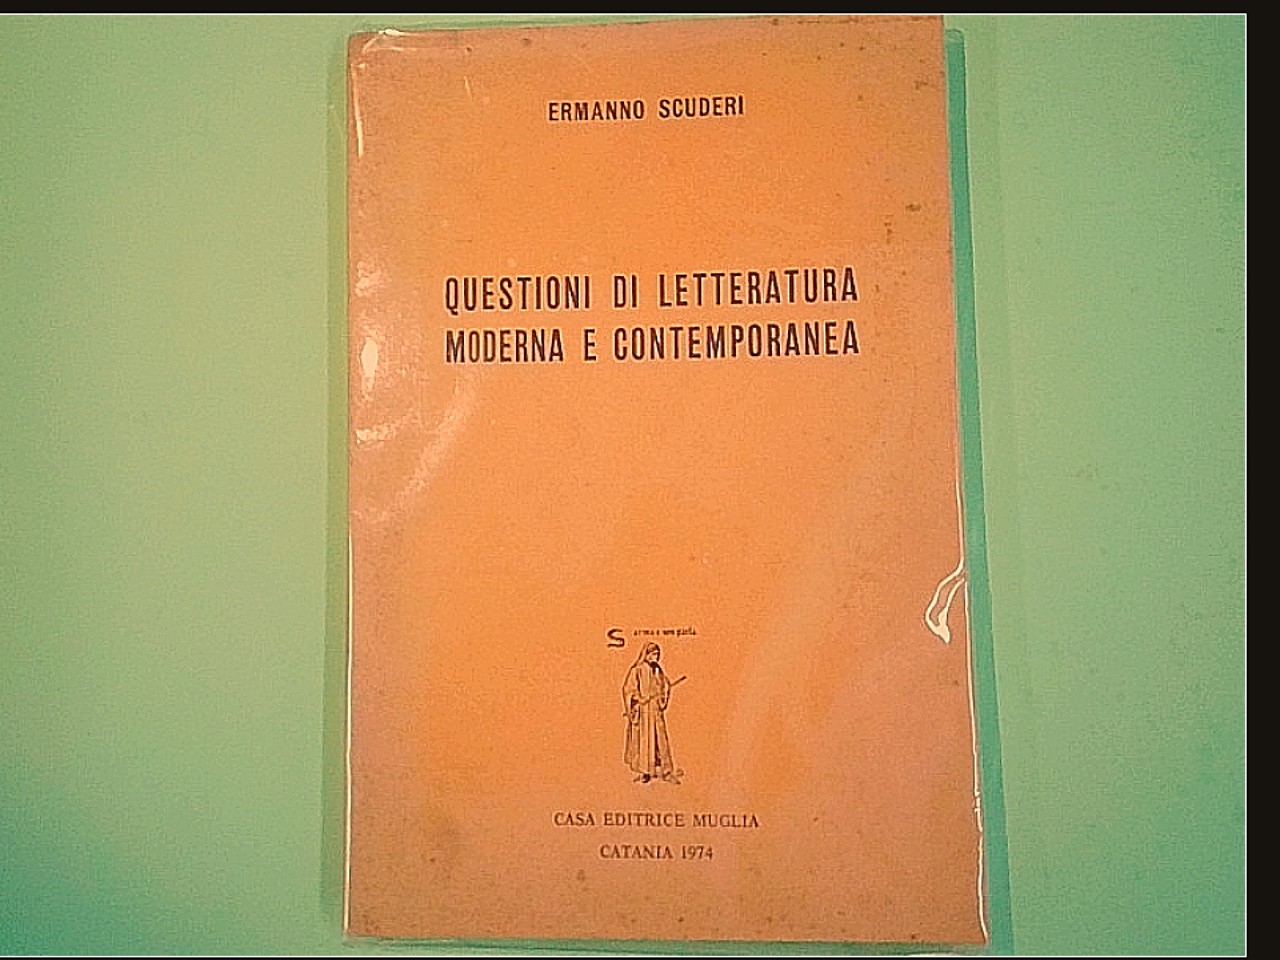 ERMANNO SCUDERI
QUESTIONI DI LETTERATURA
MODERNA E CONTEMPORANEA
S
CASA EDITRICE MUGLIA
CATANIA 1974